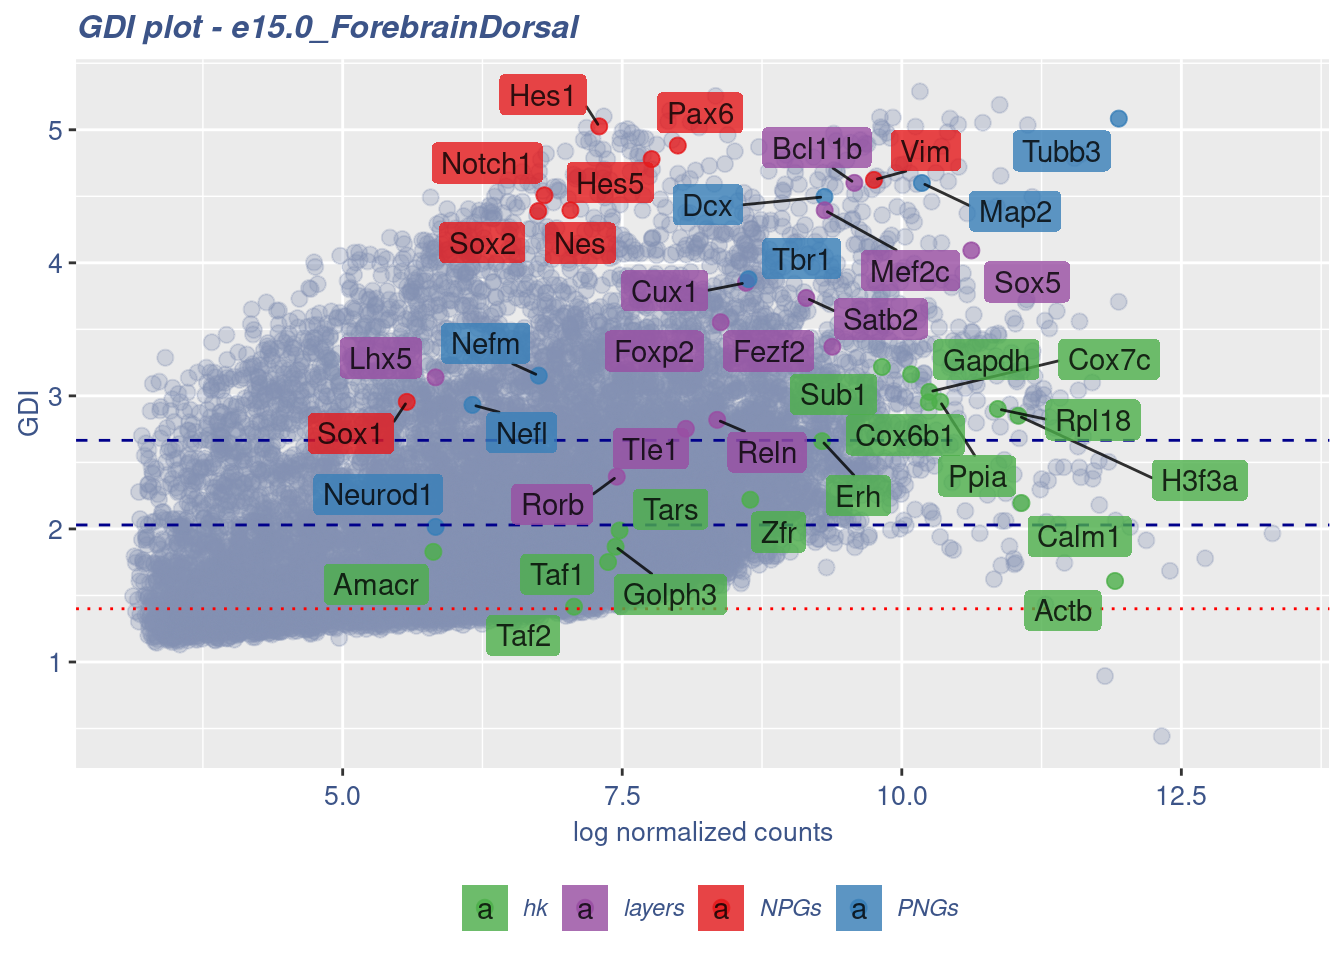 GDI plot - e15.0_ForebrainDorsal
Hes1
Pax6
Notch1
Hes5
Bcl11b
Vim
Tubb3
Dcx
Map2
Sox2
Nes
Tbr1
Mef2c
Sox5
Cux1
Satb2
Nefm
Lhx5
Foxp2
Fezf2
Gapdh
Cox7c
Sub1
Sox1
Nefl
Tle1
Reln
Cox6b1
Rpl18
Ppia
H3f3a
Neurod1
Rorb
Tars
Erh
Zfr
Calm1
Amacr
Taf1
Golph3
Actb
Taf2
GDI
5
4
3
2
1
5.0 7.5 10.0 12.5
log normalized counts
a hk a layers a NPGs a PNGs